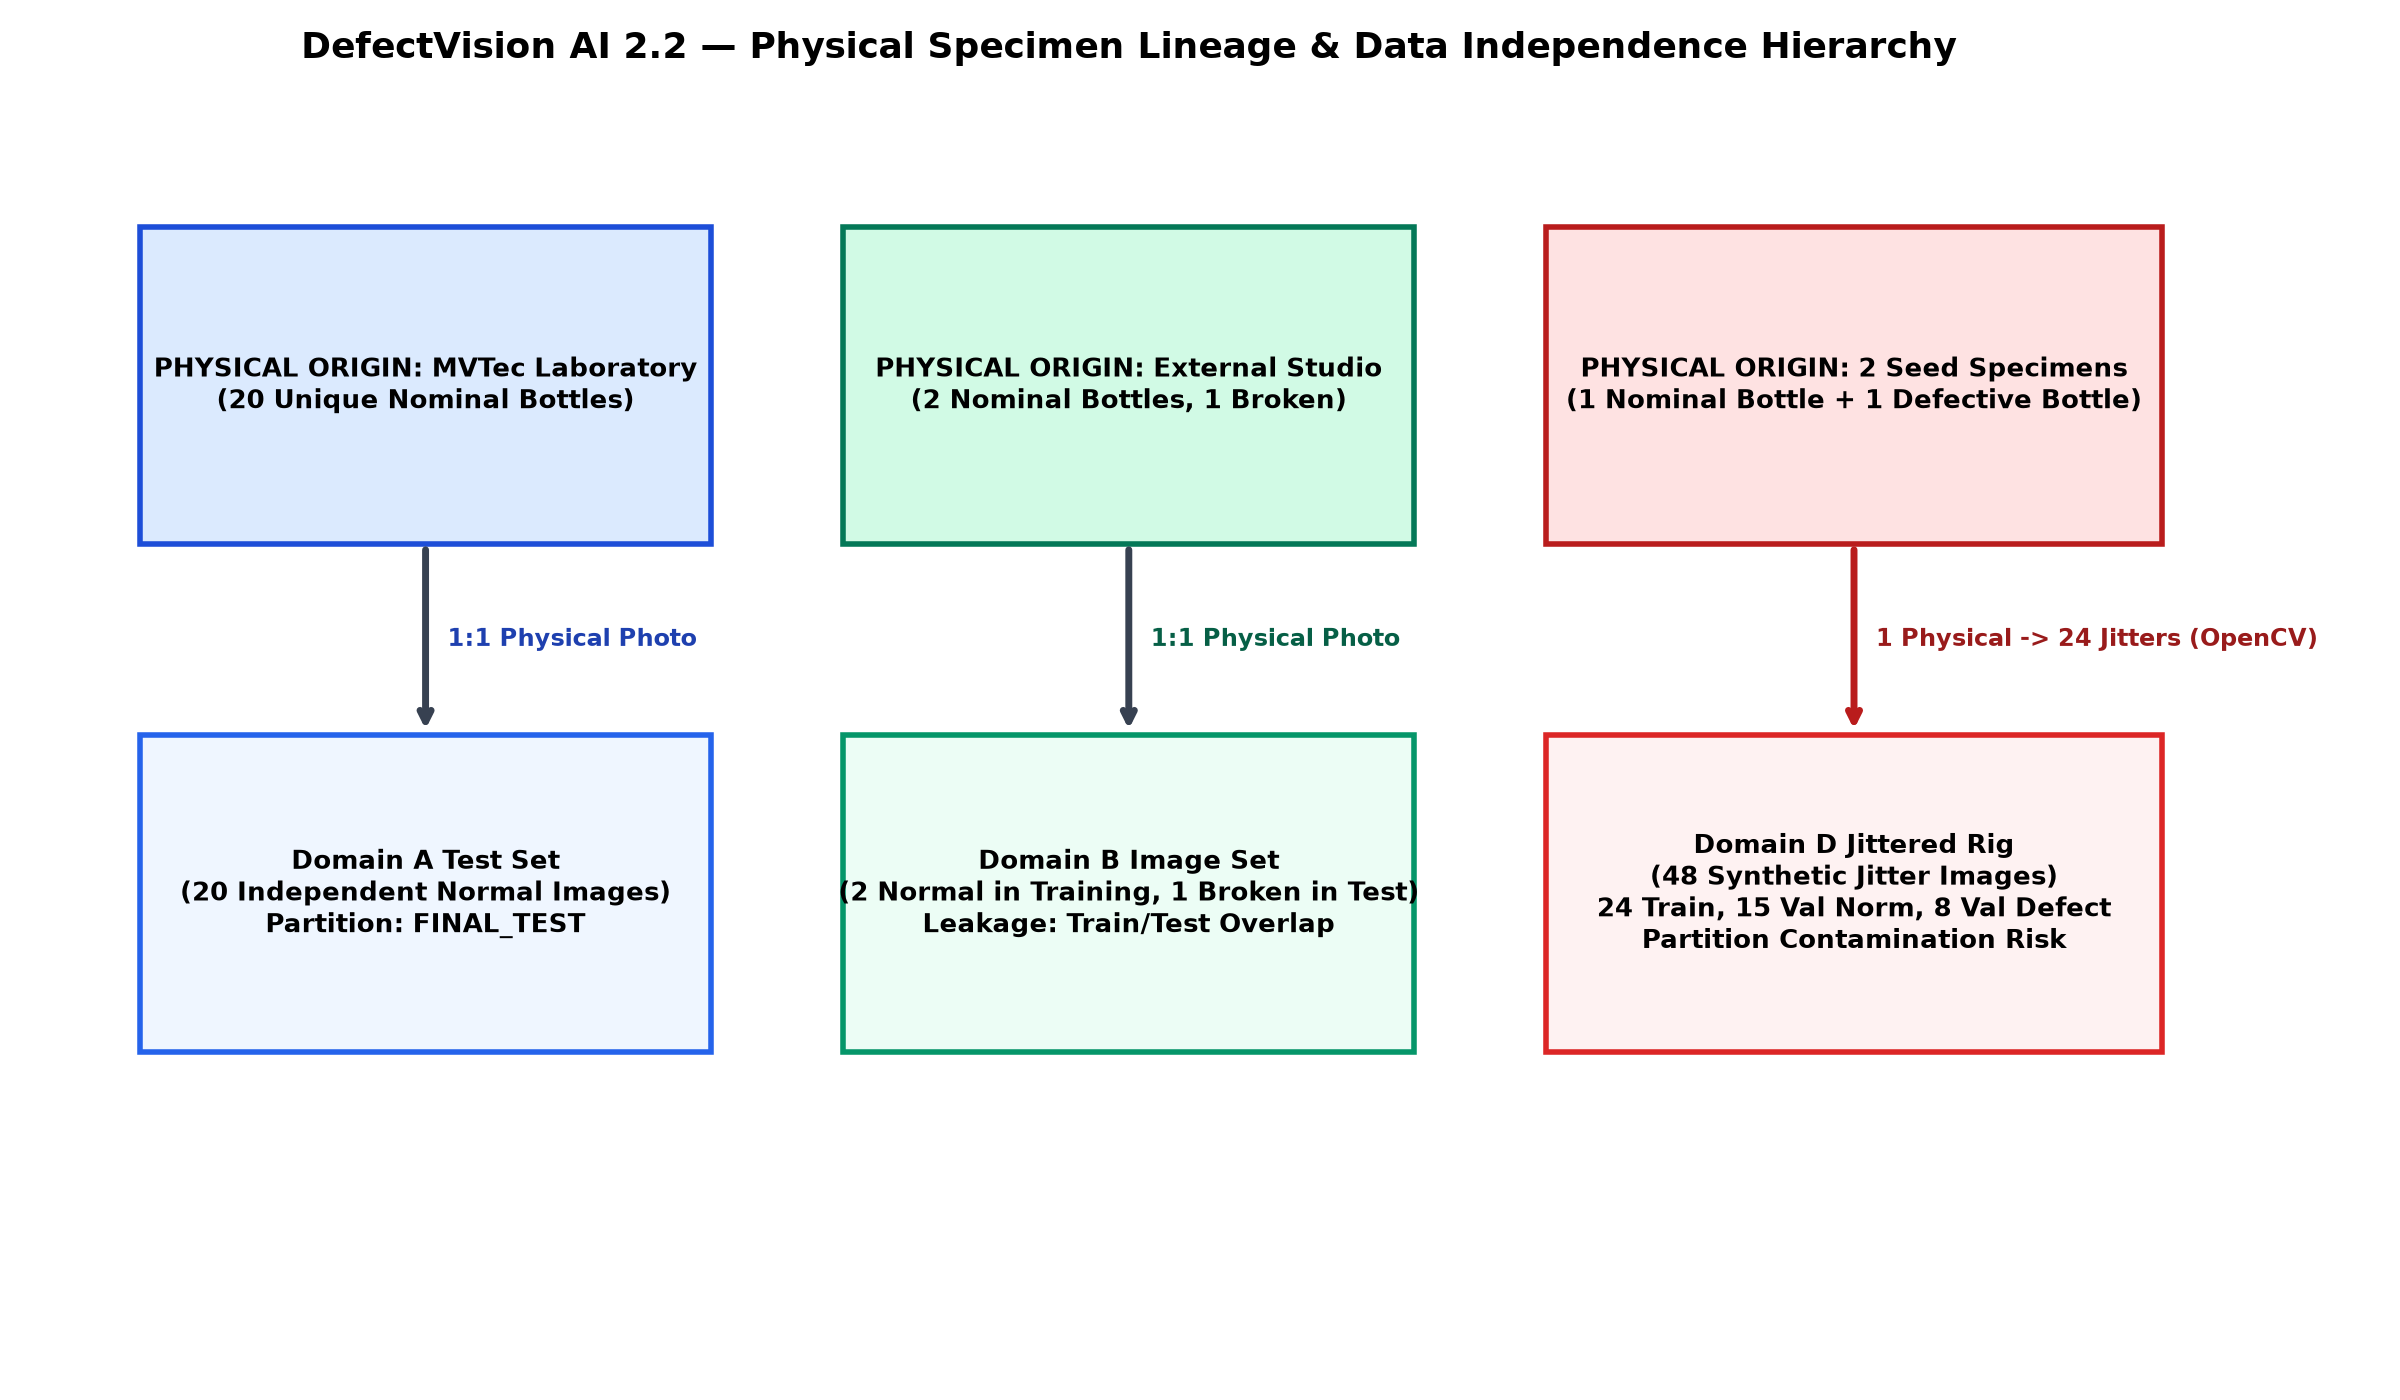 DefectVision AI 2.2 — Physical Specimen Lineage & Data Independence Hierarchy
PHYSICAL ORIGIN: MVTec Laboratory
(20 Unique Nominal Bottles)
PHYSICAL ORIGIN: External Studio
(2 Nominal Bottles, 1 Broken)
PHYSICAL ORIGIN: 2 Seed Specimens
(1 Nominal Bottle + 1 Defective Bottle)
1:1 Physical Photo
1:1 Physical Photo
1 Physical -> 24 Jitters (OpenCV)
Domain A Test Set
(20 Independent Normal Images)
Partition: FINAL_TEST
Domain B Image Set
(2 Normal in Training, 1 Broken in Test)
Leakage: Train/Test Overlap
Domain D Jittered Rig
(48 Synthetic Jitter Images)
24 Train, 15 Val Norm, 8 Val Defect
Partition Contamination Risk